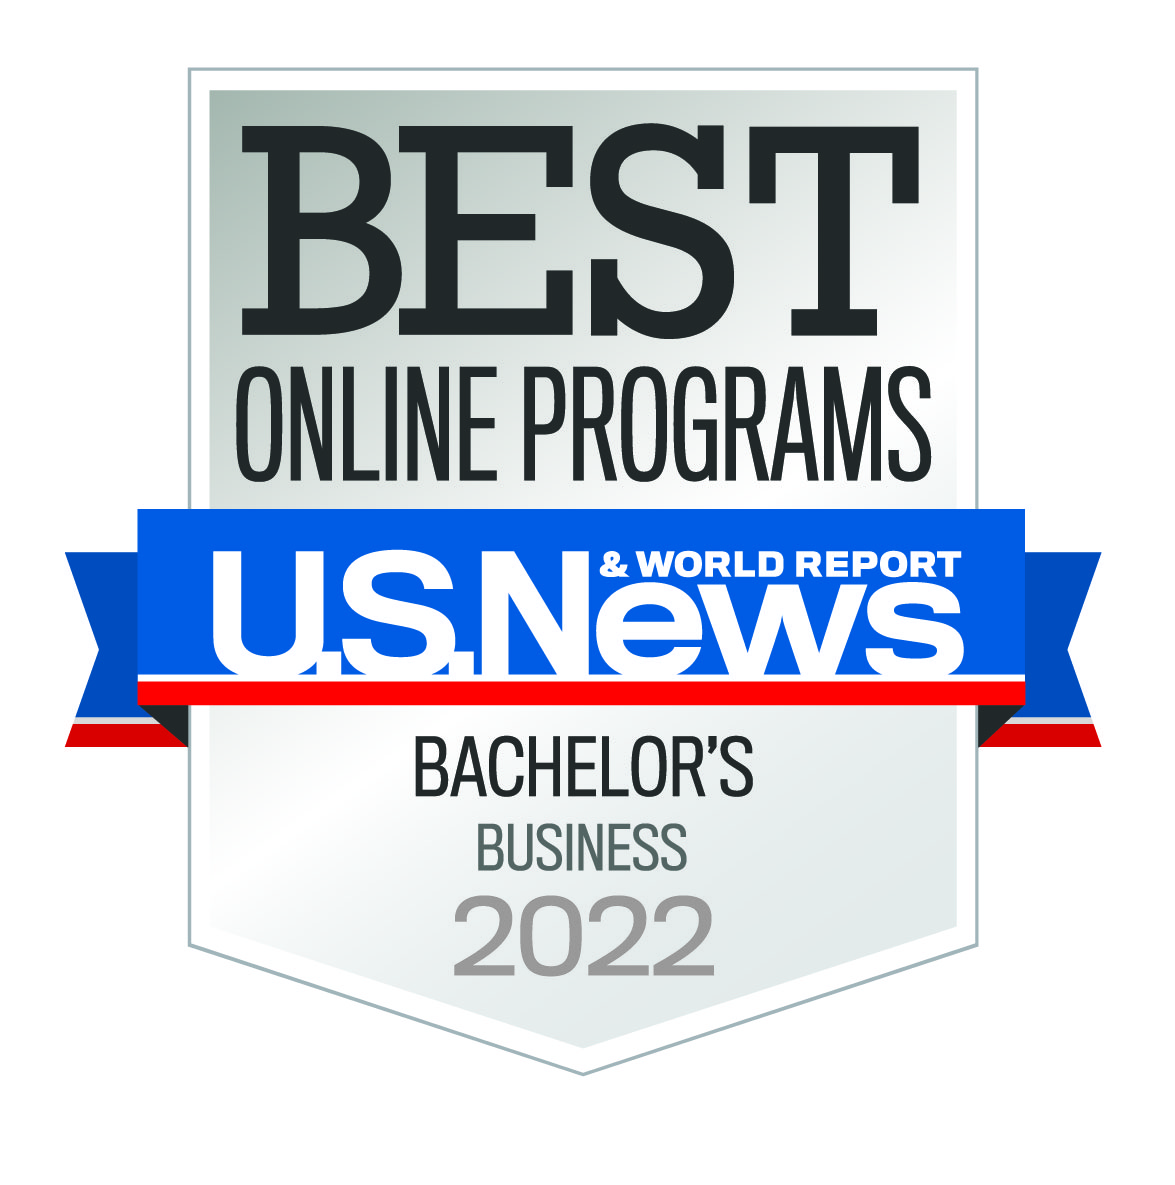 BEST
ONLINE PROGRAMS
U.S.News & WORLD REPORT
BACHELOR'S
BUSINESS
2022